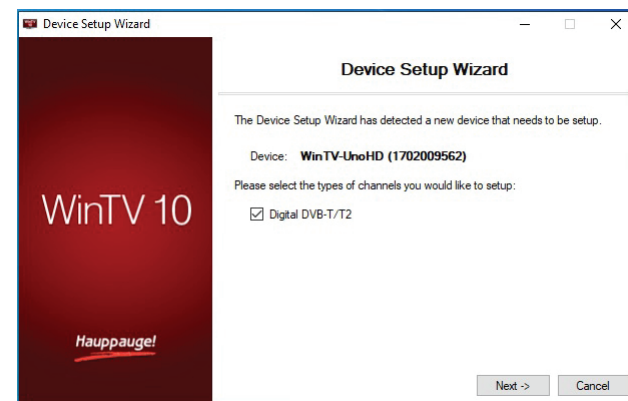 Device Setup Wizard
Device Setup Wizard
The Device Setup Wizard has detected a new device that needs to be setup.
Device: WinTV-UnoHD (1702009562)
Please select the types of channels you would like to setup:
Digital DVB-T/T2
WinTV 10
Hauppauge!
Next -> Cancel